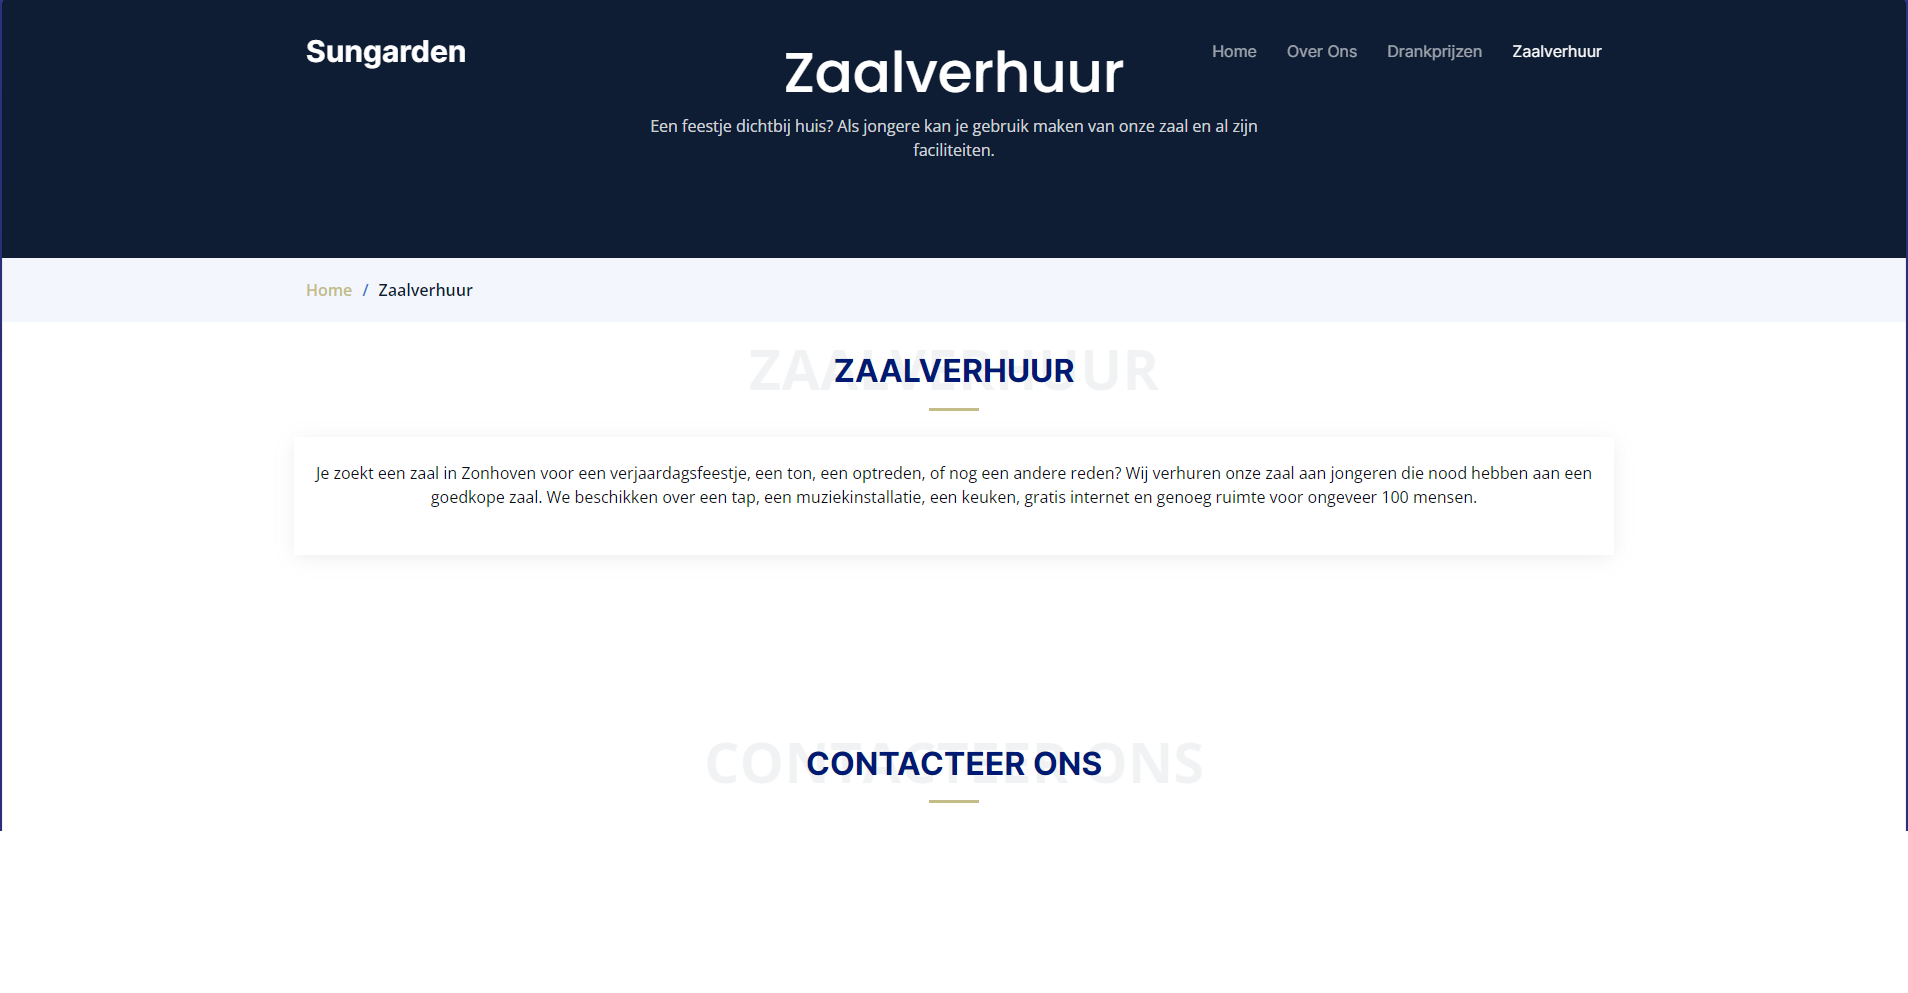 Sungarden
Home
Over Ons
Drankprijzen
Zaalverhuur
Zaalverhuur
Een feestje dichtbij huis? Als jongere kan je gebruik maken van onze zaal en al zijn
faciliteiten.
Home / Zaalverhuur
ZAALVERHUUR
ZAALVERHUUR
Je zoekt een zaal in Zonhoven voor een verjaardagsfeestje, een ton, een optreden, of nog een andere reden? Wij verhuren onze zaal aan jongeren die nood hebben aan een
goedkope zaal. We beschikken over een tap, een muziekinstallatie, een keuken, gratis internet en genoeg ruimte voor ongeveer 100 mensen.
CONTACTEER ONS
CONTACTEER ONS